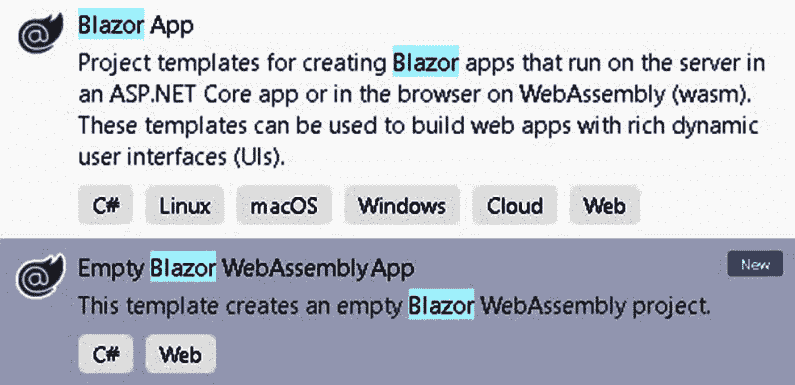 Blazor App
Project templates for creating Blazor apps that run on the server in
an ASP.NET Core app or in the browser on WebAssembly (wasm).
These templates can be used to build web apps with rich dynamic
user interfaces (UIs).
C# Linux macOS Windows Cloud Web
Empty Blazor WebAssembly App New
This template creates an empty Blazor WebAssembly project.
C# Web